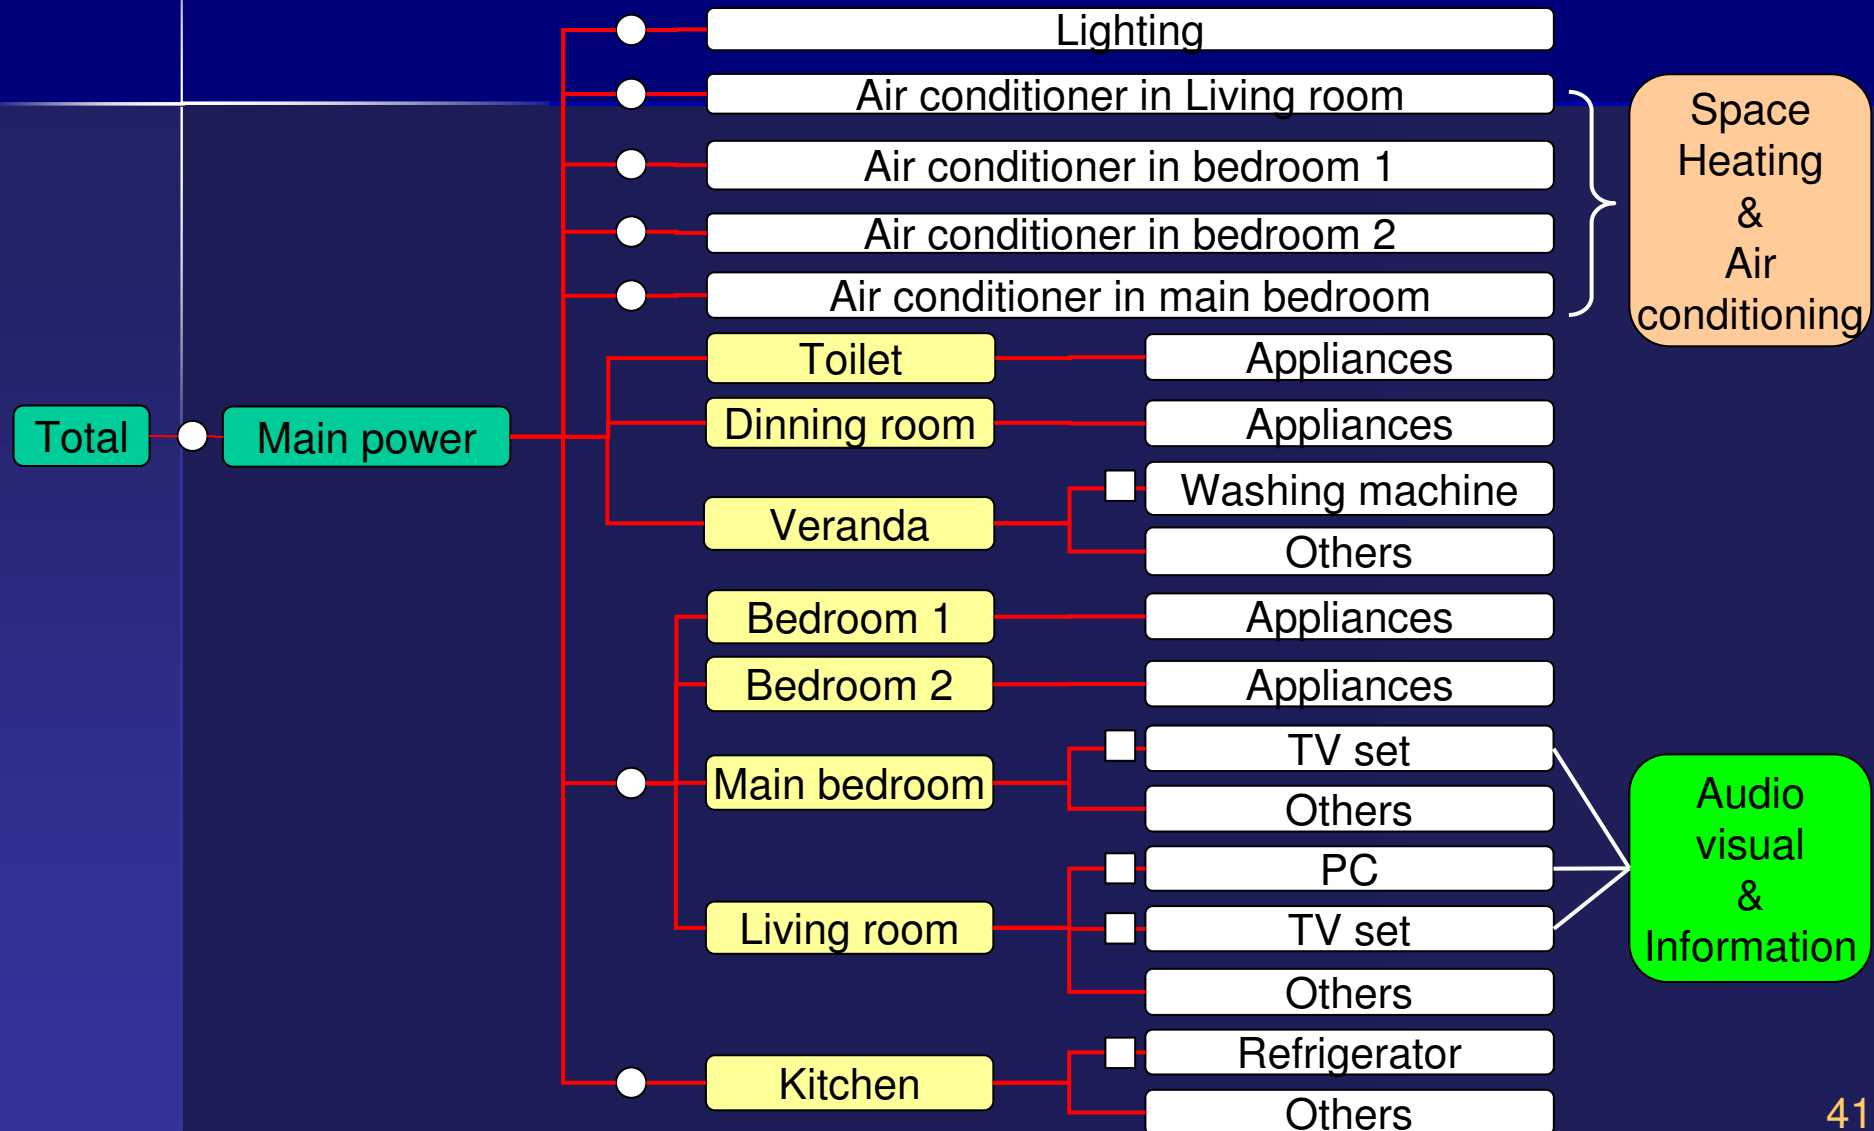 Lighting
Air conditioner in Living room
Air conditioner in bedroom 1
Air conditioner in bedroom 2
Air conditioner in main bedroom
Space
Heating
&
Air
conditioning
Toilet
Appliances
Dinning room
Appliances
Total
Main power
Veranda
Washing machine
Others
Bedroom 1
Appliances
Bedroom 2
Appliances
Main bedroom
TV set
Others
Living room
PC
TV set
Others
Audio
visual
&
Information
Kitchen
Refrigerator
Others
41